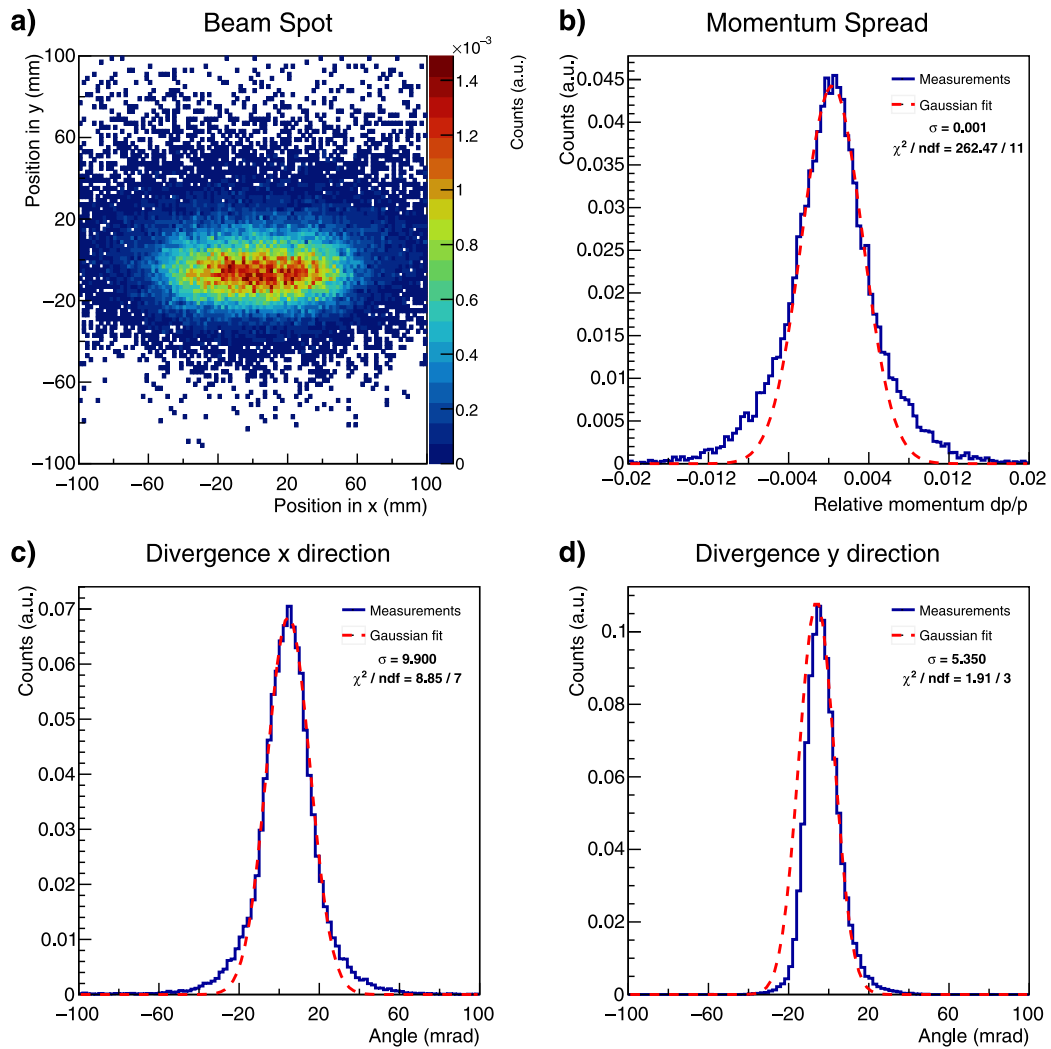 a)
Beam Spot
×10⁻³
Counts (a.u.)
Position in y (mm)
100
60
20
−20
−60
−100
1.4
1.2
1
0.8
0.6
0.4
0.2
0
−100
−60
−20
20
60
100
Position in x (mm)
b)
Momentum Spread
Counts (a.u.)
Measurements
Gaussian fit
σ = 0.001
χ² / ndf = 262.47 / 11
0.045
0.04
0.035
0.03
0.025
0.02
0.015
0.01
0.005
0
−0.02
−0.012
−0.004
0.004
0.012
0.02
Relative momentum dp/p
c)
Divergence x direction
Counts (a.u.)
Measurements
Gaussian fit
σ = 9.900
χ² / ndf = 8.85 / 7
0.07
0.06
0.05
0.04
0.03
0.02
0.01
0
−100
−60
−20
20
60
100
Angle (mrad)
d)
Divergence y direction
Counts (a.u.)
Measurements
Gaussian fit
σ = 5.350
χ² / ndf = 1.91 / 3
0.1
0.08
0.06
0.04
0.02
0
−100
−60
−20
20
60
100
Angle (mrad)